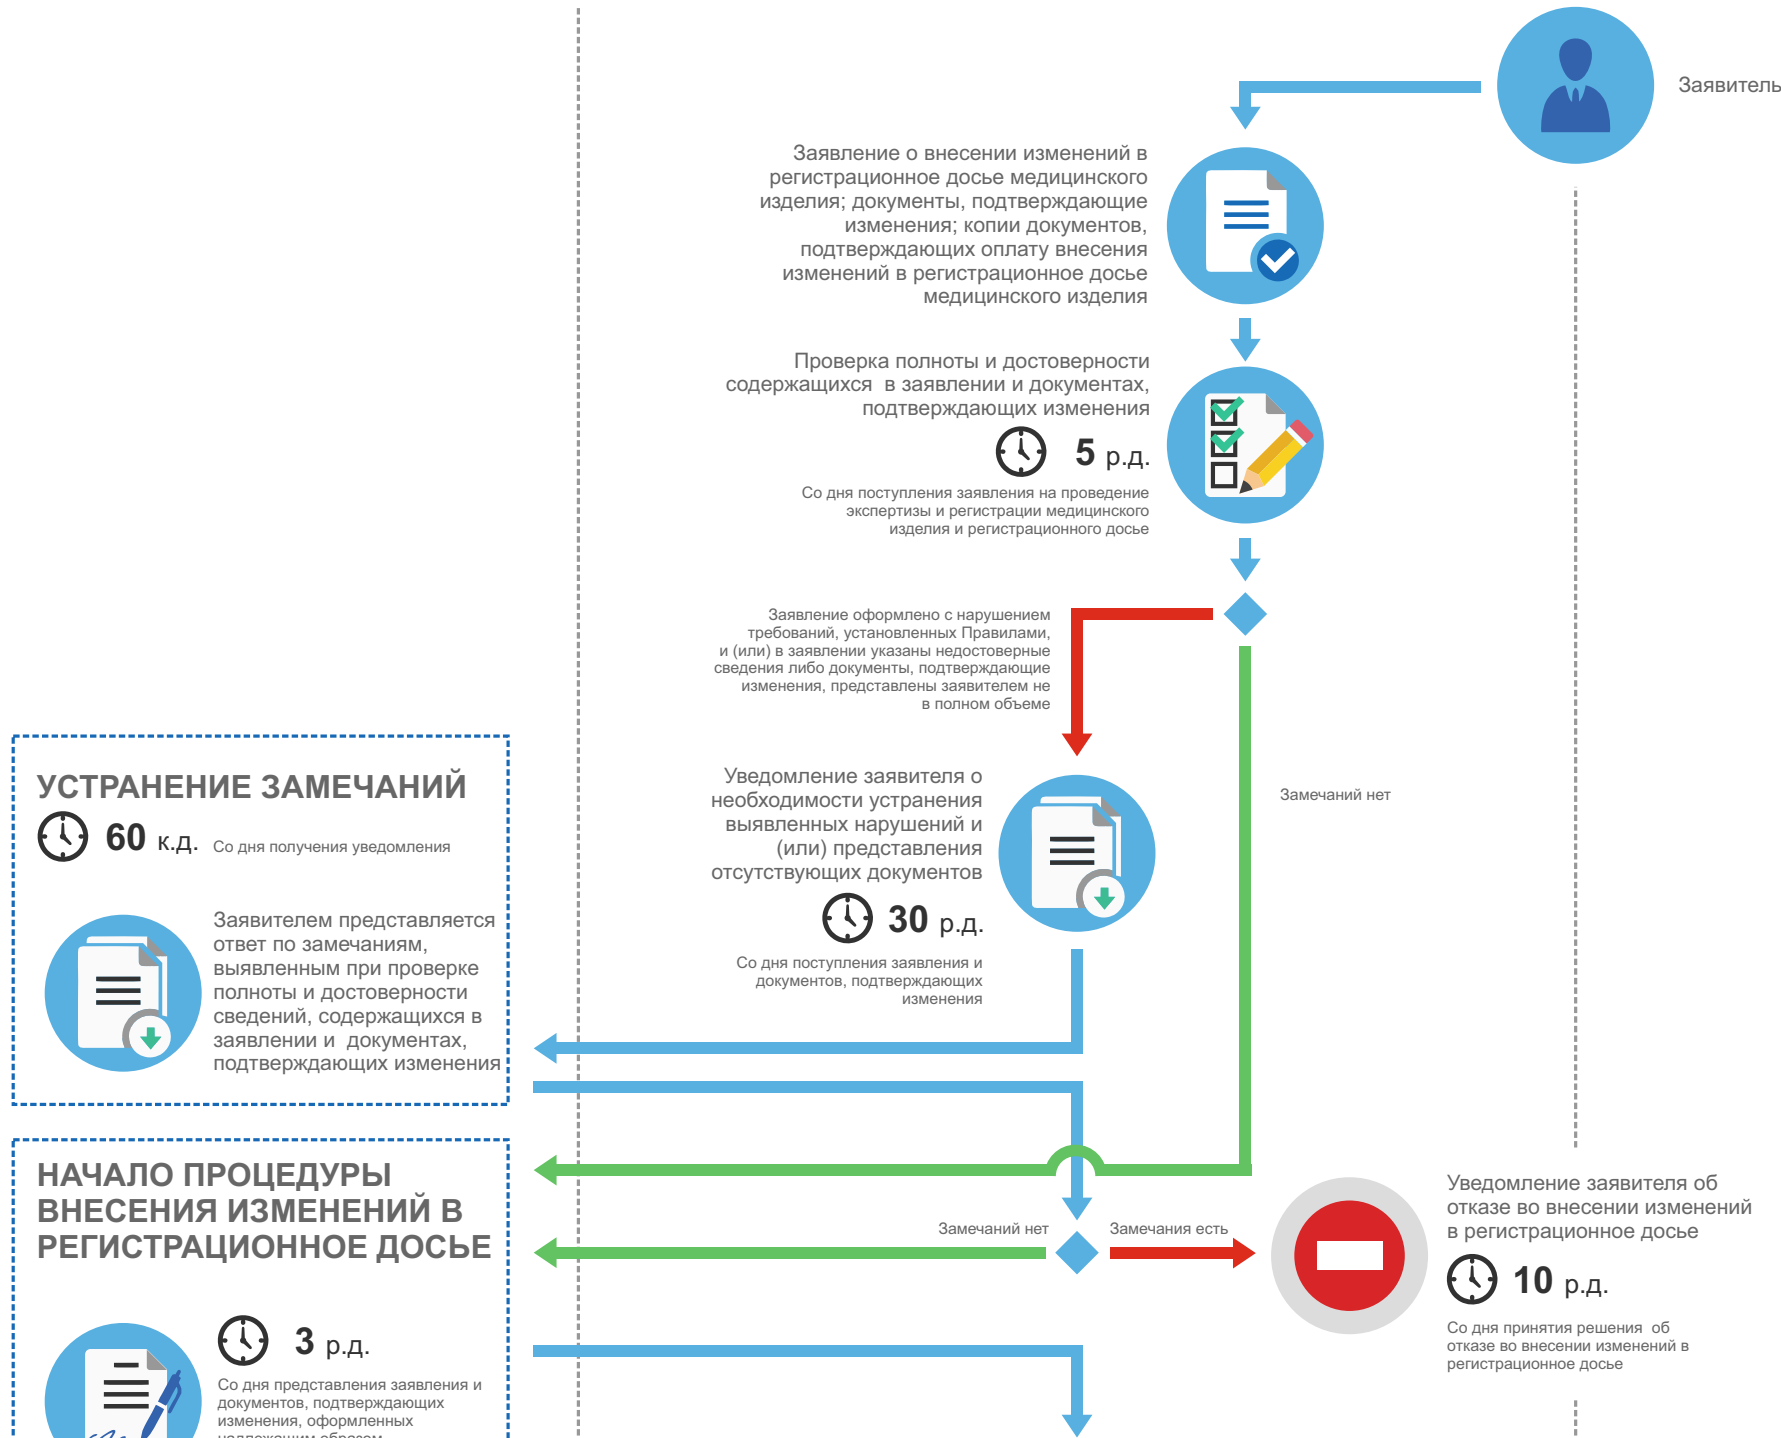 Заявитель
Заявление о внесении изменений в
регистрационное досье медицинского
изделия; документы, подтверждающие
изменения; копии документов,
подтверждающих оплату внесения
изменений в регистрационное досье
медицинского изделия
Проверка полноты и достоверности
содержащихся в заявлении и документах,
подтверждающих изменения
5 р.д.
Со дня поступления заявления на проведение
экспертизы и регистрации медицинского
изделия и регистрационного досье
Заявление оформлено с нарушением
требований, установленных Правилами,
и (или) в заявлении указаны недостоверные
сведения либо документы, подтверждающие
изменения, представлены заявителем не
в полном объеме
Уведомление заявителя о
необходимости устранения
выявленных нарушений и
(или) представления
отсутствующих документов
30 р.д.
Со дня поступления заявления и
документов, подтверждающих
изменения
Замечаний нет
УСТРАНЕНИЕ ЗАМЕЧАНИЙ
60 к.д. Со дня получения уведомления
Заявителем представляется
ответ по замечаниям,
выявленным при проверке
полноты и достоверности
сведений, содержащихся в
заявлении и документах,
подтверждающих изменения
НАЧАЛО ПРОЦЕДУРЫ
ВНЕСЕНИЯ ИЗМЕНЕНИЙ В
РЕГИСТРАЦИОННОЕ ДОСЬЕ
Замечаний нет
Замечания есть
Уведомление заявителя об
отказе во внесении изменений
в регистрационное досье
10 р.д.
Со дня принятия решения об
отказе во внесении изменений в
регистрационное досье
3 р.д.
Со дня представления заявления и
документов, подтверждающих
изменения, оформленных
надлежащим образом